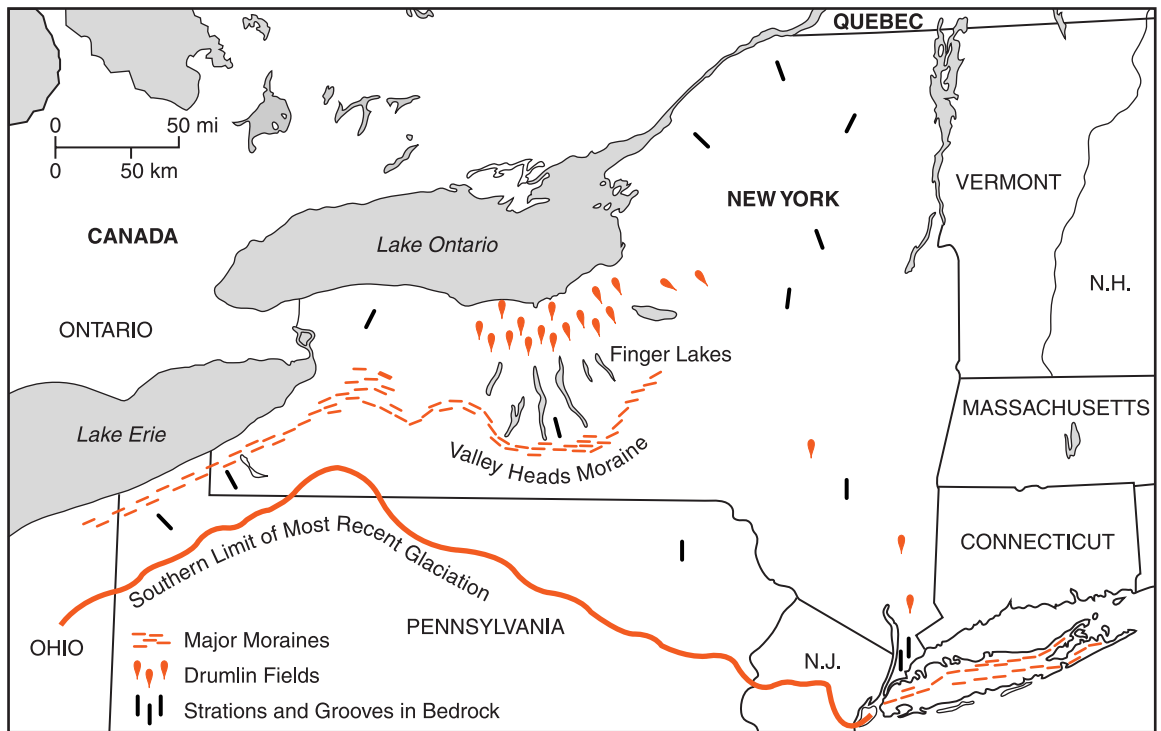 QUEBEC
0 50 mi
0 50 km
VERMONT
NEW YORK
CANADA
Lake Ontario
N.H.
ONTARIO
Finger Lakes
MASSACHUSETTS
Lake Erie
Valley Heads Moraine
CONNECTICUT
Southern Limit of Most Recent Glaciation
PENNSYLVANIA
OHIO
N.J.
Major Moraines
Drumlin Fields
Strations and Grooves in Bedrock